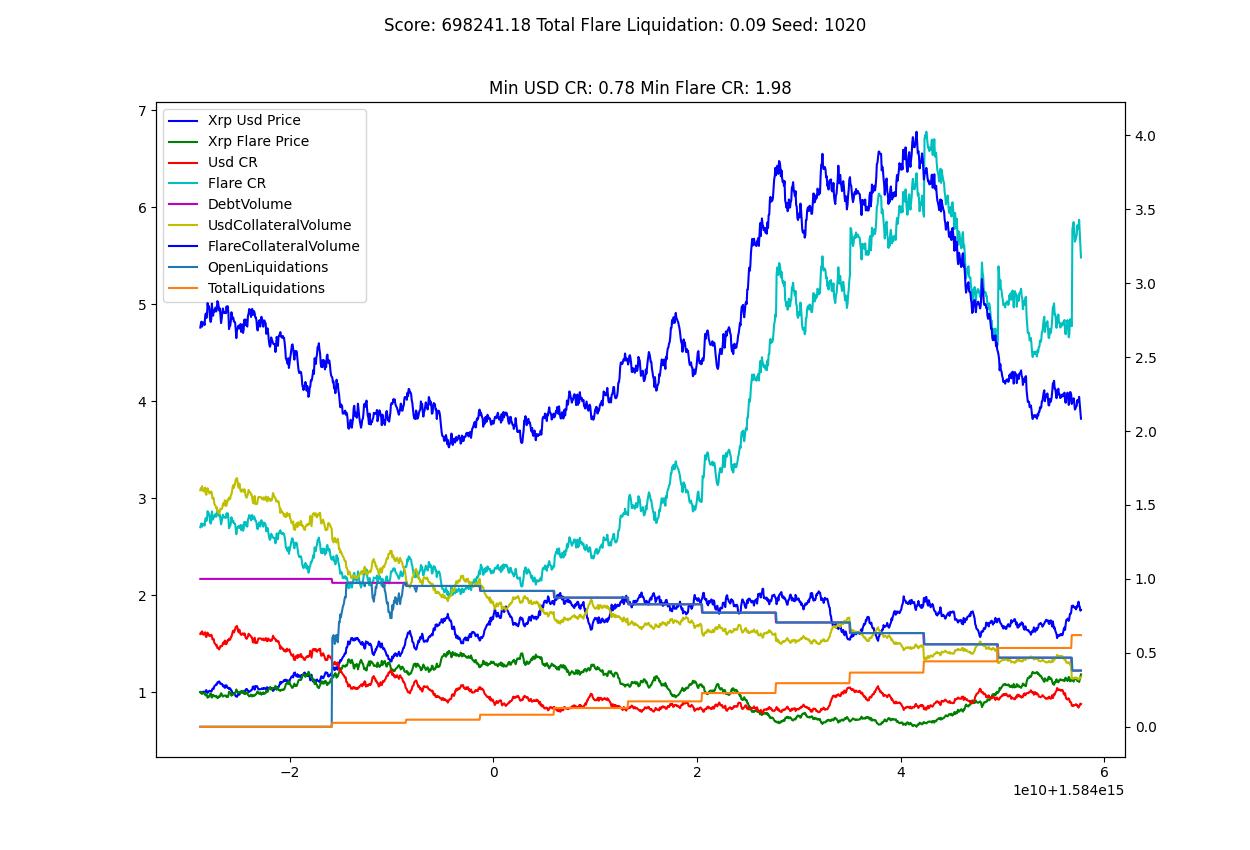 Score: 698241.18 Total Flare Liquidation: 0.09 Seed: 1020
Min USD CR: 0.78 Min Flare CR: 1.98
Xrp Usd Price
Xrp Flare Price
Usd CR
Flare CR
DebtVolume
UsdCollateralVolume
FlareCollateralVolume
OpenLiquidations
TotalLiquidations
7
6
5
4
3
2
1
4.0
3.5
3.0
2.5
2.0
1.5
1.0
0.5
0.0
−2
0
2
4
6
1e10+1.584e15